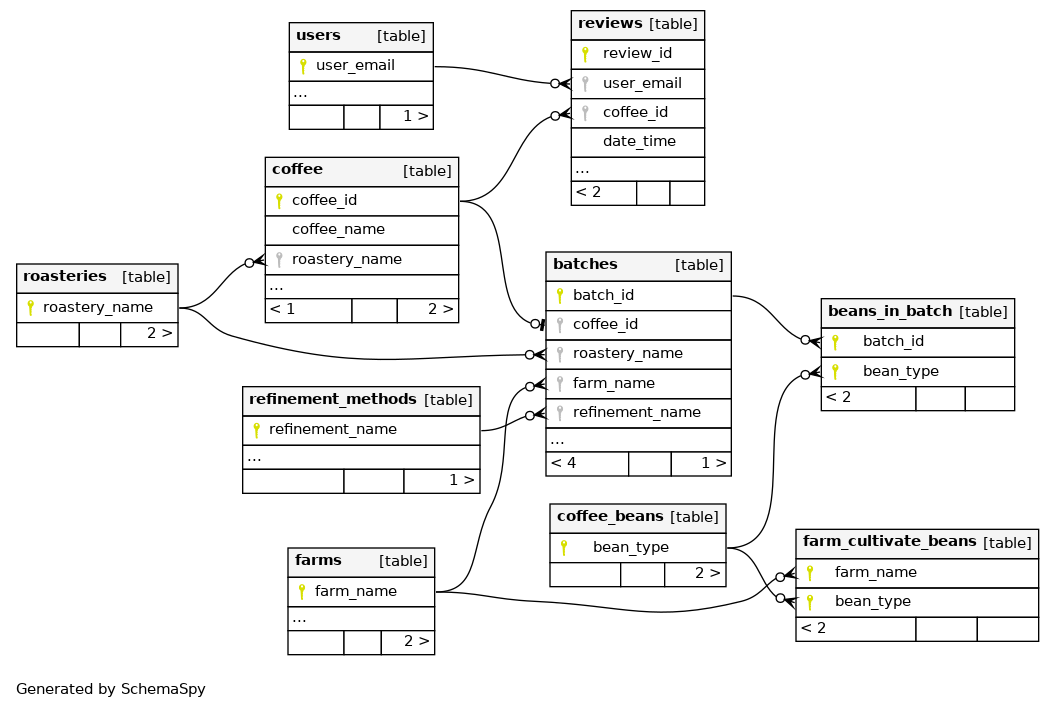 users [table]
user_email
...
1 >
reviews [table]
review_id
user_email
coffee_id
date_time
...
< 2
coffee [table]
coffee_id
coffee_name
roastery_name
...
< 1 2 >
roasteries [table]
roastery_name
2 >
batches [table]
batch_id
coffee_id
roastery_name
farm_name
refinement_name
...
< 4 1 >
beans_in_batch [table]
batch_id
bean_type
< 2
refinement_methods [table]
refinement_name
...
1 >
coffee_beans [table]
bean_type
2 >
farms [table]
farm_name
...
2 >
farm_cultivate_beans [table]
farm_name
bean_type
< 2
Generated by SchemaSpy